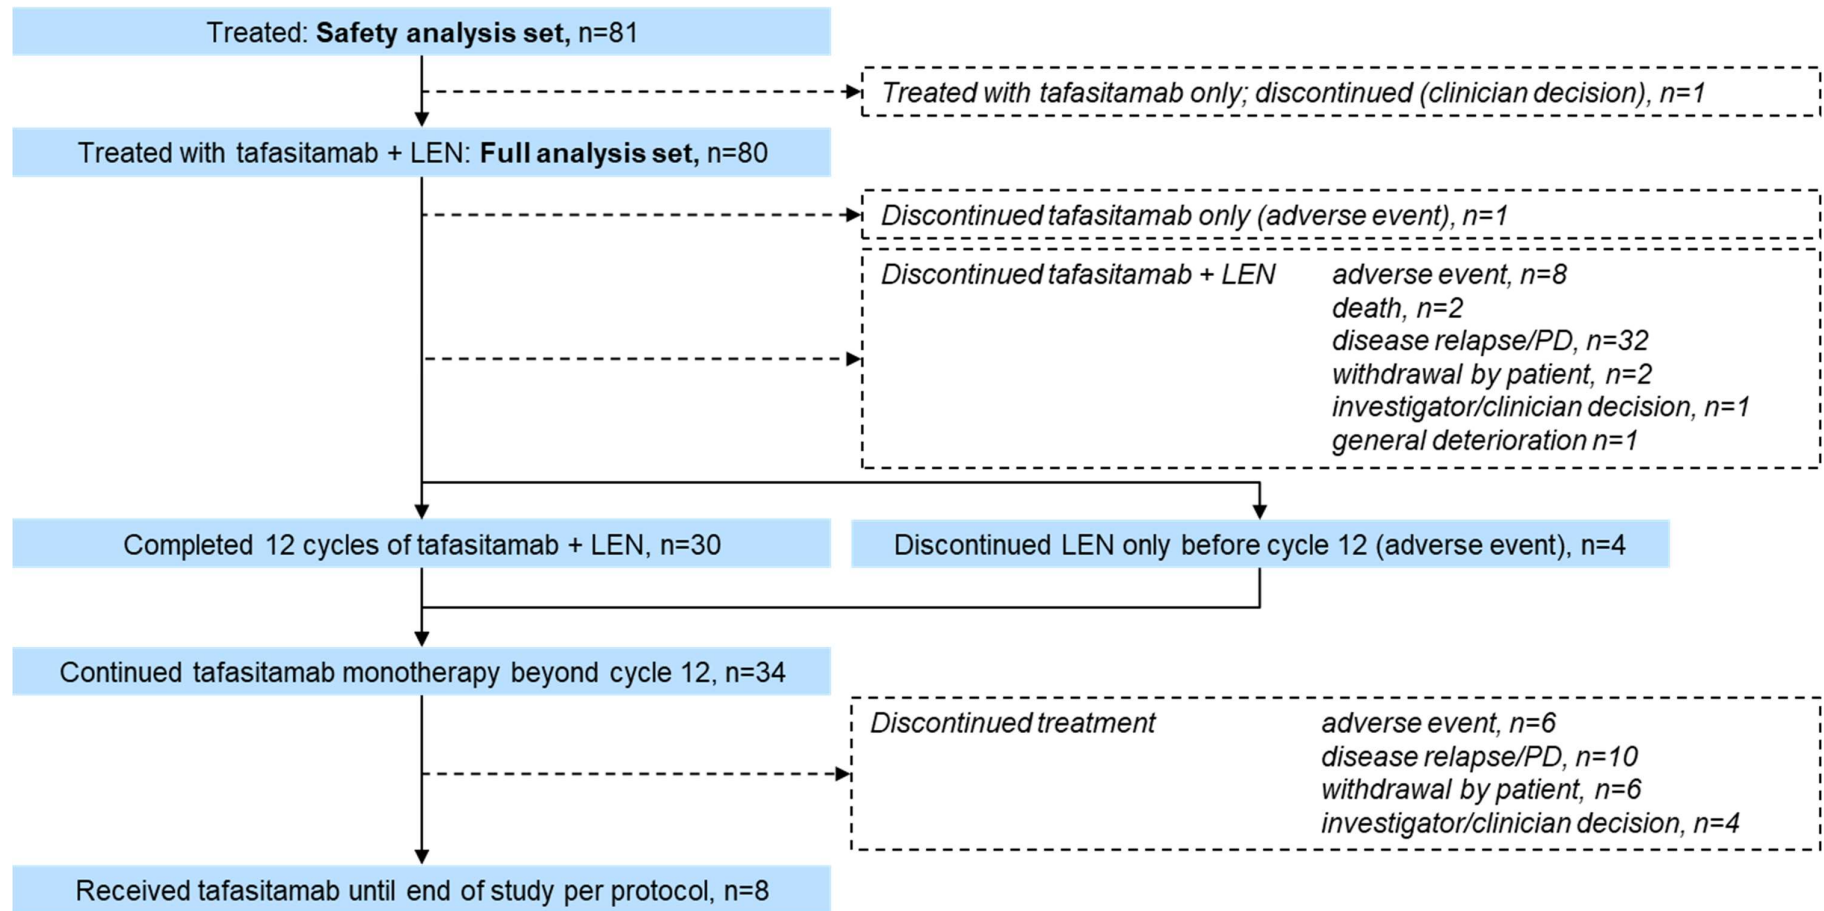 Treated: Safety analysis set, n=81
Treated with tafasitamab only; discontinued (clinician decision), n=1
Treated with tafasitamab + LEN: Full analysis set, n=80
Discontinued tafasitamab only (adverse event), n=1
Discontinued tafasitamab + LEN adverse event, n=8
death, n=2
disease relapse/PD, n=32
withdrawal by patient, n=2
investigator/clinician decision, n=1
general deterioration n=1
Completed 12 cycles of tafasitamab + LEN, n=30
Discontinued LEN only before cycle 12 (adverse event), n=4
Continued tafasitamab monotherapy beyond cycle 12, n=34
Discontinued treatment adverse event, n=6
disease relapse/PD, n=10
withdrawal by patient, n=6
investigator/clinician decision, n=4
Received tafasitamab until end of study per protocol, n=8